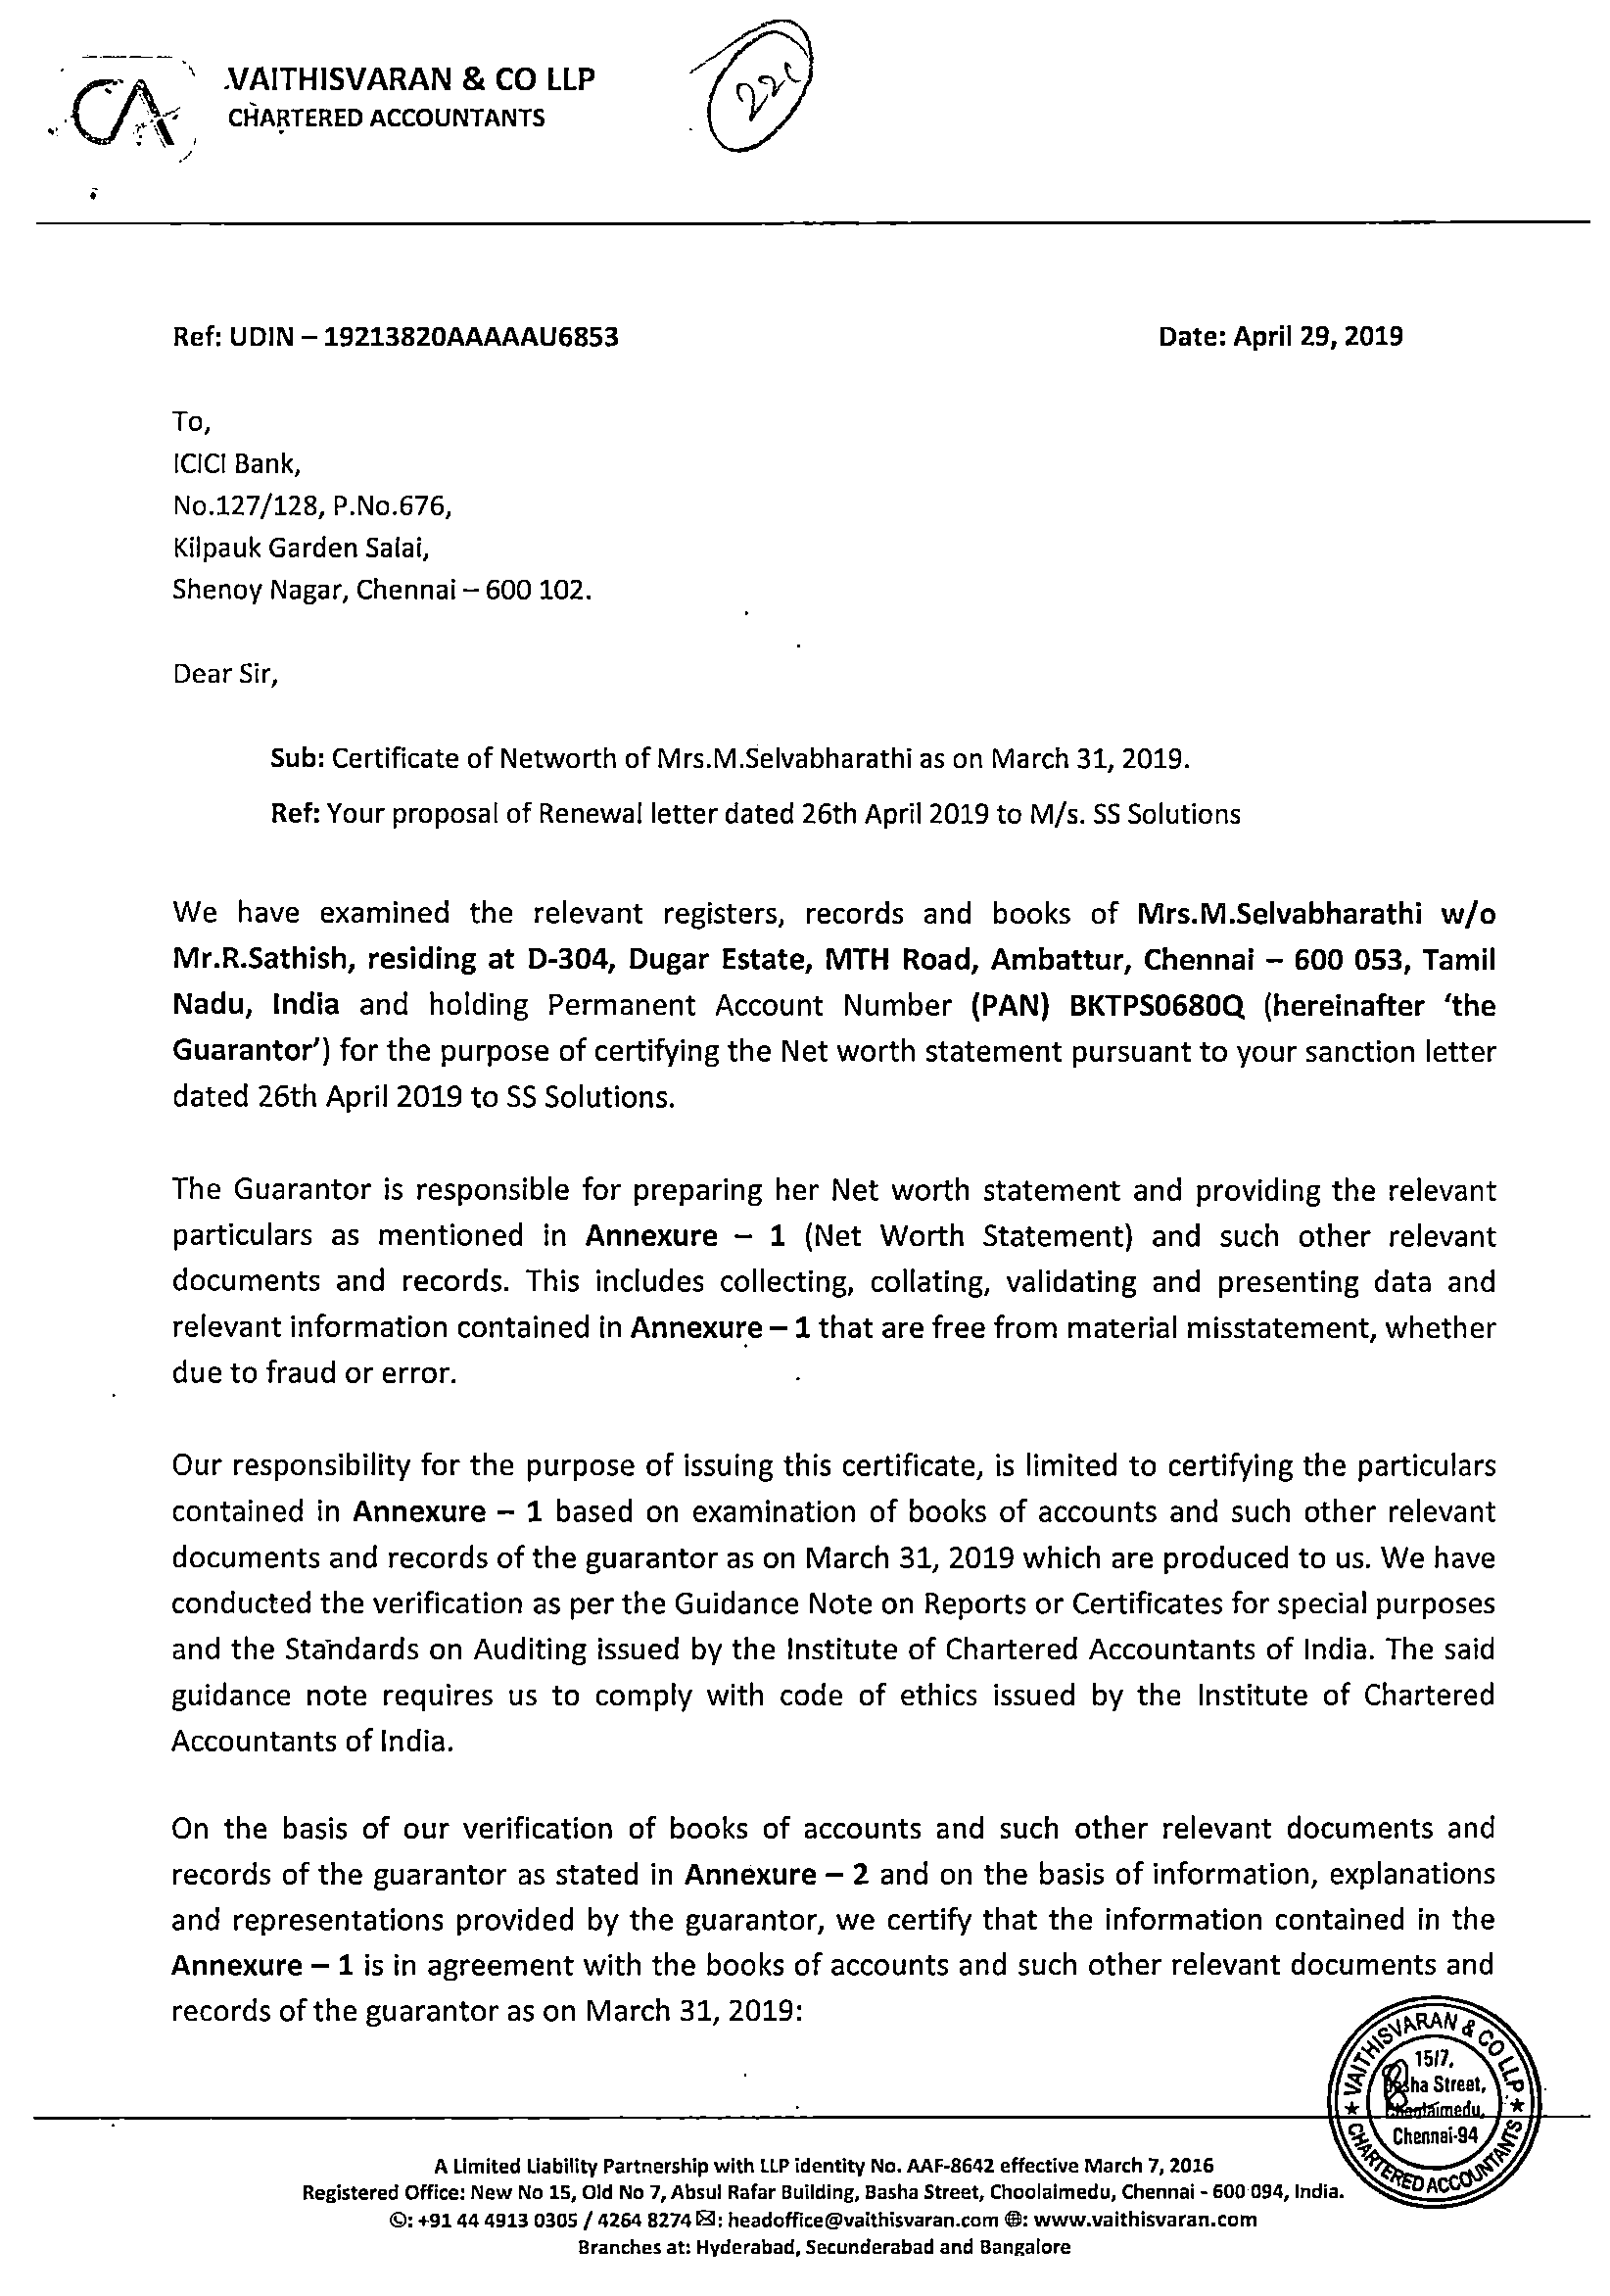 VAITHISVARAN & CO LLP
CHARTERED ACCOUNTANTS
CA
Ref: UDIN – 19213820AAAAAU6853
Date: April 29, 2019
To,
ICICI Bank,
No.127/128, P.No.676,
Kilpauk Garden Salai,
Shenoy Nagar, Chennai – 600 102.
Dear Sir,
Sub: Certificate of Networth of Mrs.M.Selvabharathi as on March 31, 2019.
Ref: Your proposal of Renewal letter dated 26th April 2019 to M/s. SS Solutions
We have examined the relevant registers, records and books of Mrs.M.Selvabharathi w/o
Mr.R.Sathish, residing at D-304, Dugar Estate, MTH Road, Ambattur, Chennai – 600 053, Tamil
Nadu, India and holding Permanent Account Number (PAN) BKTPS0680Q (hereinafter 'the
Guarantor') for the purpose of certifying the Net worth statement pursuant to your sanction letter
dated 26th April 2019 to SS Solutions.
The Guarantor is responsible for preparing her Net worth statement and providing the relevant
particulars as mentioned in Annexure – 1 (Net Worth Statement) and such other relevant
documents and records. This includes collecting, collating, validating and presenting data and
relevant information contained in Annexure – 1 that are free from material misstatement, whether
due to fraud or error.
Our responsibility for the purpose of issuing this certificate, is limited to certifying the particulars
contained in Annexure – 1 based on examination of books of accounts and such other relevant
documents and records of the guarantor as on March 31, 2019 which are produced to us. We have
conducted the verification as per the Guidance Note on Reports or Certificates for special purposes
and the Standards on Auditing issued by the Institute of Chartered Accountants of India. The said
guidance note requires us to comply with code of ethics issued by the Institute of Chartered
Accountants of India.
On the basis of our verification of books of accounts and such other relevant documents and
records of the guarantor as stated in Annexure – 2 and on the basis of information, explanations
and representations provided by the guarantor, we certify that the information contained in the
Annexure – 1 is in agreement with the books of accounts and such other relevant documents and
records of the guarantor as on March 31, 2019:
VAITHISVARAN & CO LLP.
15/7,
Street,
Chennai-94
CHARTERED ACCOUNTANTS
A Limited Liability Partnership with LLP identity No. AAF-8642 effective March 7, 2016
Registered Office: New No 15, Old No 7, Absul Rafar Building, Basha Street, Choolaimedu, Chennai - 600 094, India.
: +91 44 4913 0305 / 4264 8274 : headoffice@vaithisvaran.com : www.vaithisvaran.com
Branches at: Hyderabad, Secunderabad and Bangalore